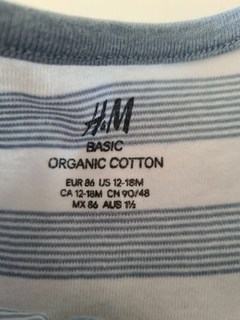 H&M
BASIC
ORGANIC COTTON
EUR 86 US 12-18M
CA 12-18M CN 90/48
MX 86 AUS 1½